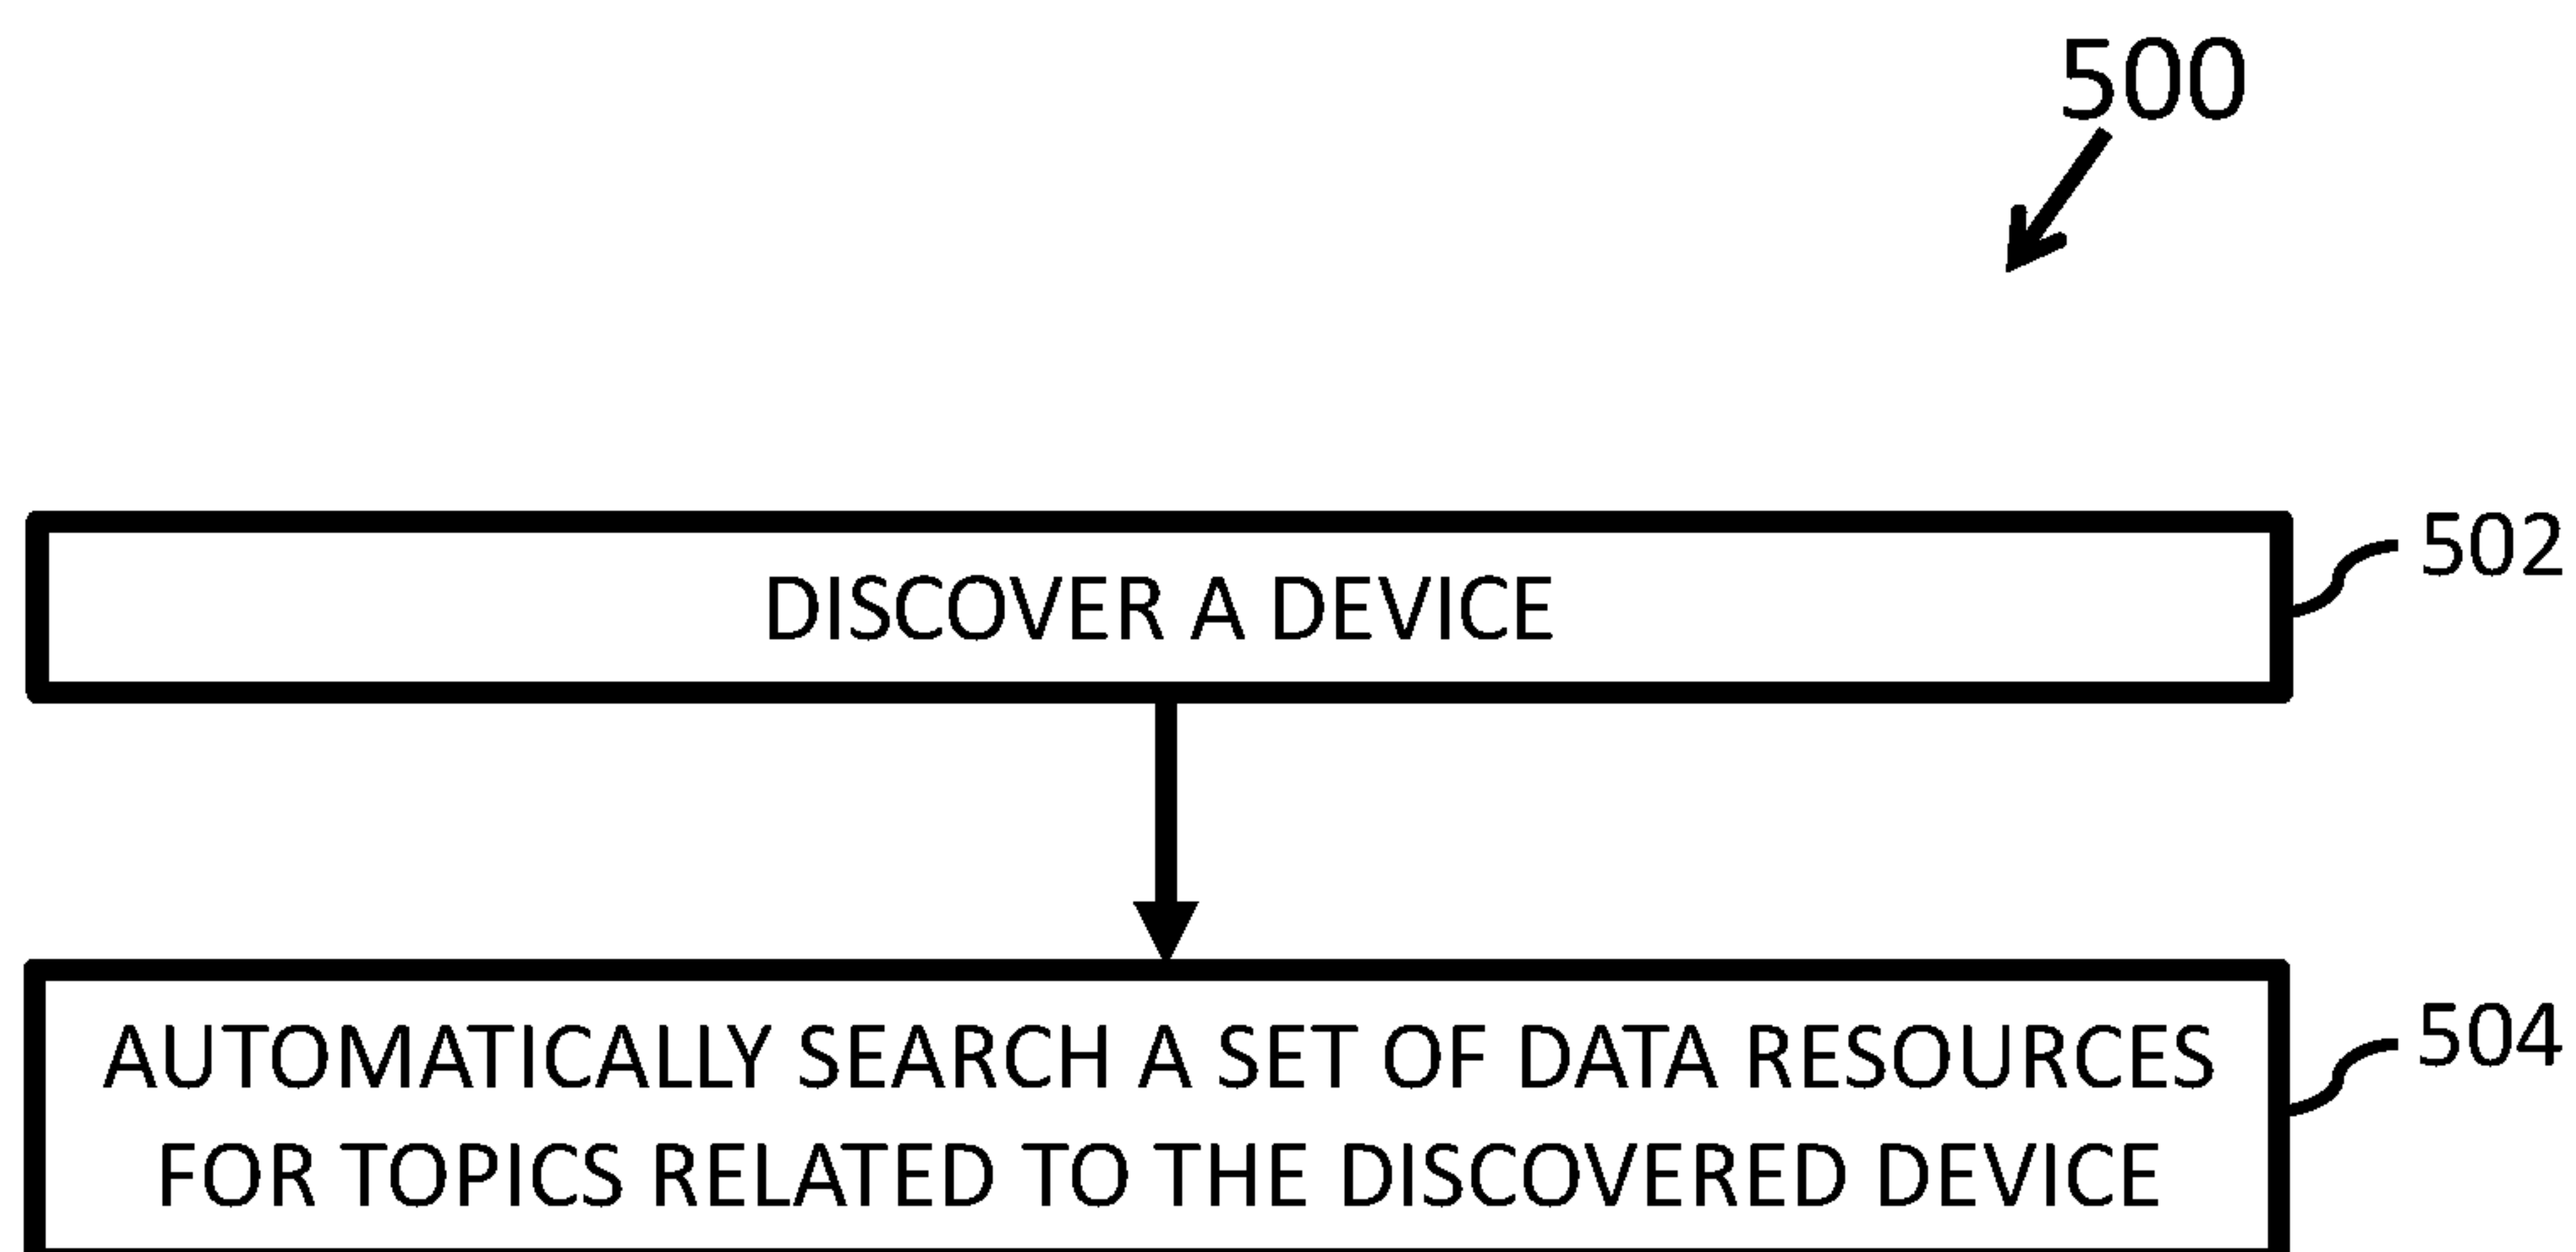 500
DISCOVER A DEVICE
502
AUTOMATICALLY SEARCH A SET OF DATA RESOURCES
FOR TOPICS RELATED TO THE DISCOVERED DEVICE
504